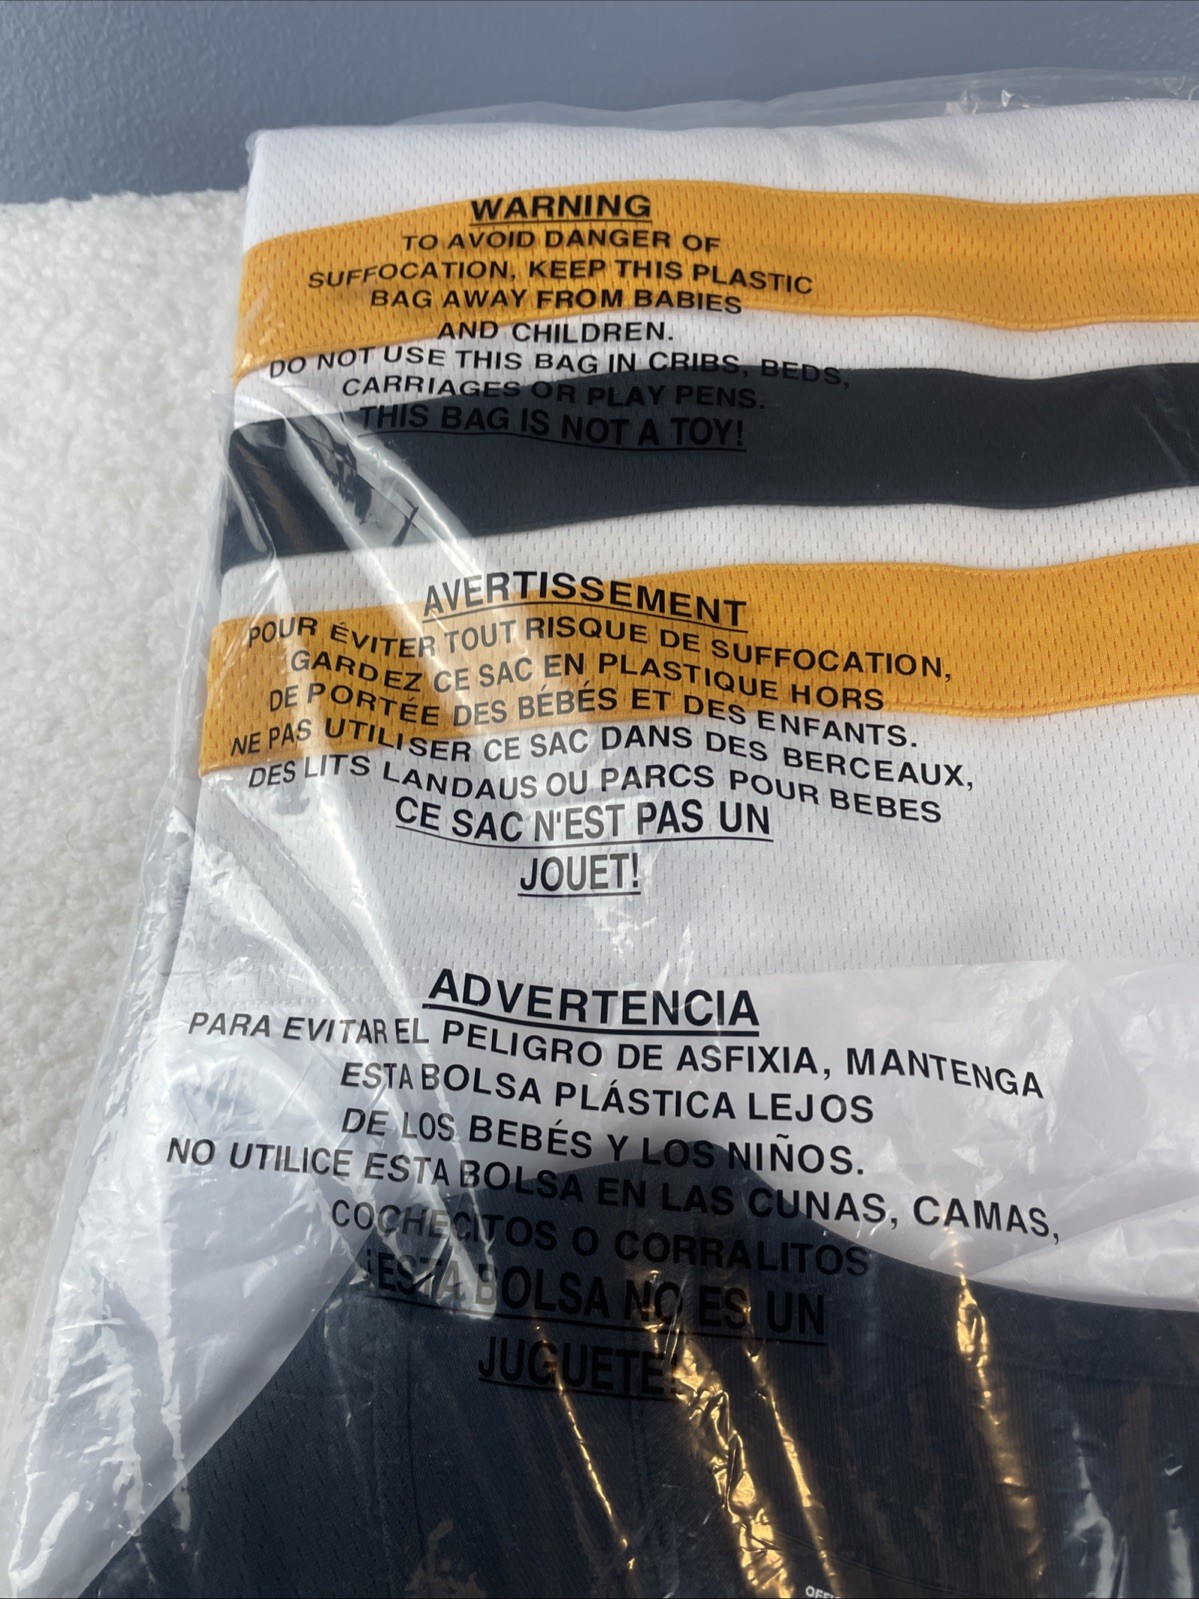 WARNING
TO AVOID DANGER OF
SUFFOCATION, KEEP THIS PLASTIC
BAG AWAY FROM BABIES
AND CHILDREN.
DO NOT USE THIS BAG IN CRIBS, BEDS,
CARRIAGES OR PLAY PENS.
THIS BAG IS NOT A TOY!
AVERTISSEMENT
POUR ÉVITER TOUT RISQUE DE SUFFOCATION,
GARDEZ CE SAC EN PLASTIQUE HORS
DE PORTÉE DES BÉBÉS ET DES ENFANTS.
NE PAS UTILISER CE SAC DANS DES BERCEAUX,
DES LITS LANDAUS OU PARCS POUR BEBES
CE SAC N'EST PAS UN
JOUET!
ADVERTENCIA
PARA EVITAR EL PELIGRO DE ASFIXIA, MANTENGA
ESTA BOLSA PLÁSTICA LEJOS
DE LOS BEBÉS Y LOS NIÑOS.
NO UTILICE ESTA BOLSA EN LAS CUNAS, CAMAS,
COCHECITOS O CORRALITOS
¡ESTA BOLSA NO ES UN
JUGUETE!